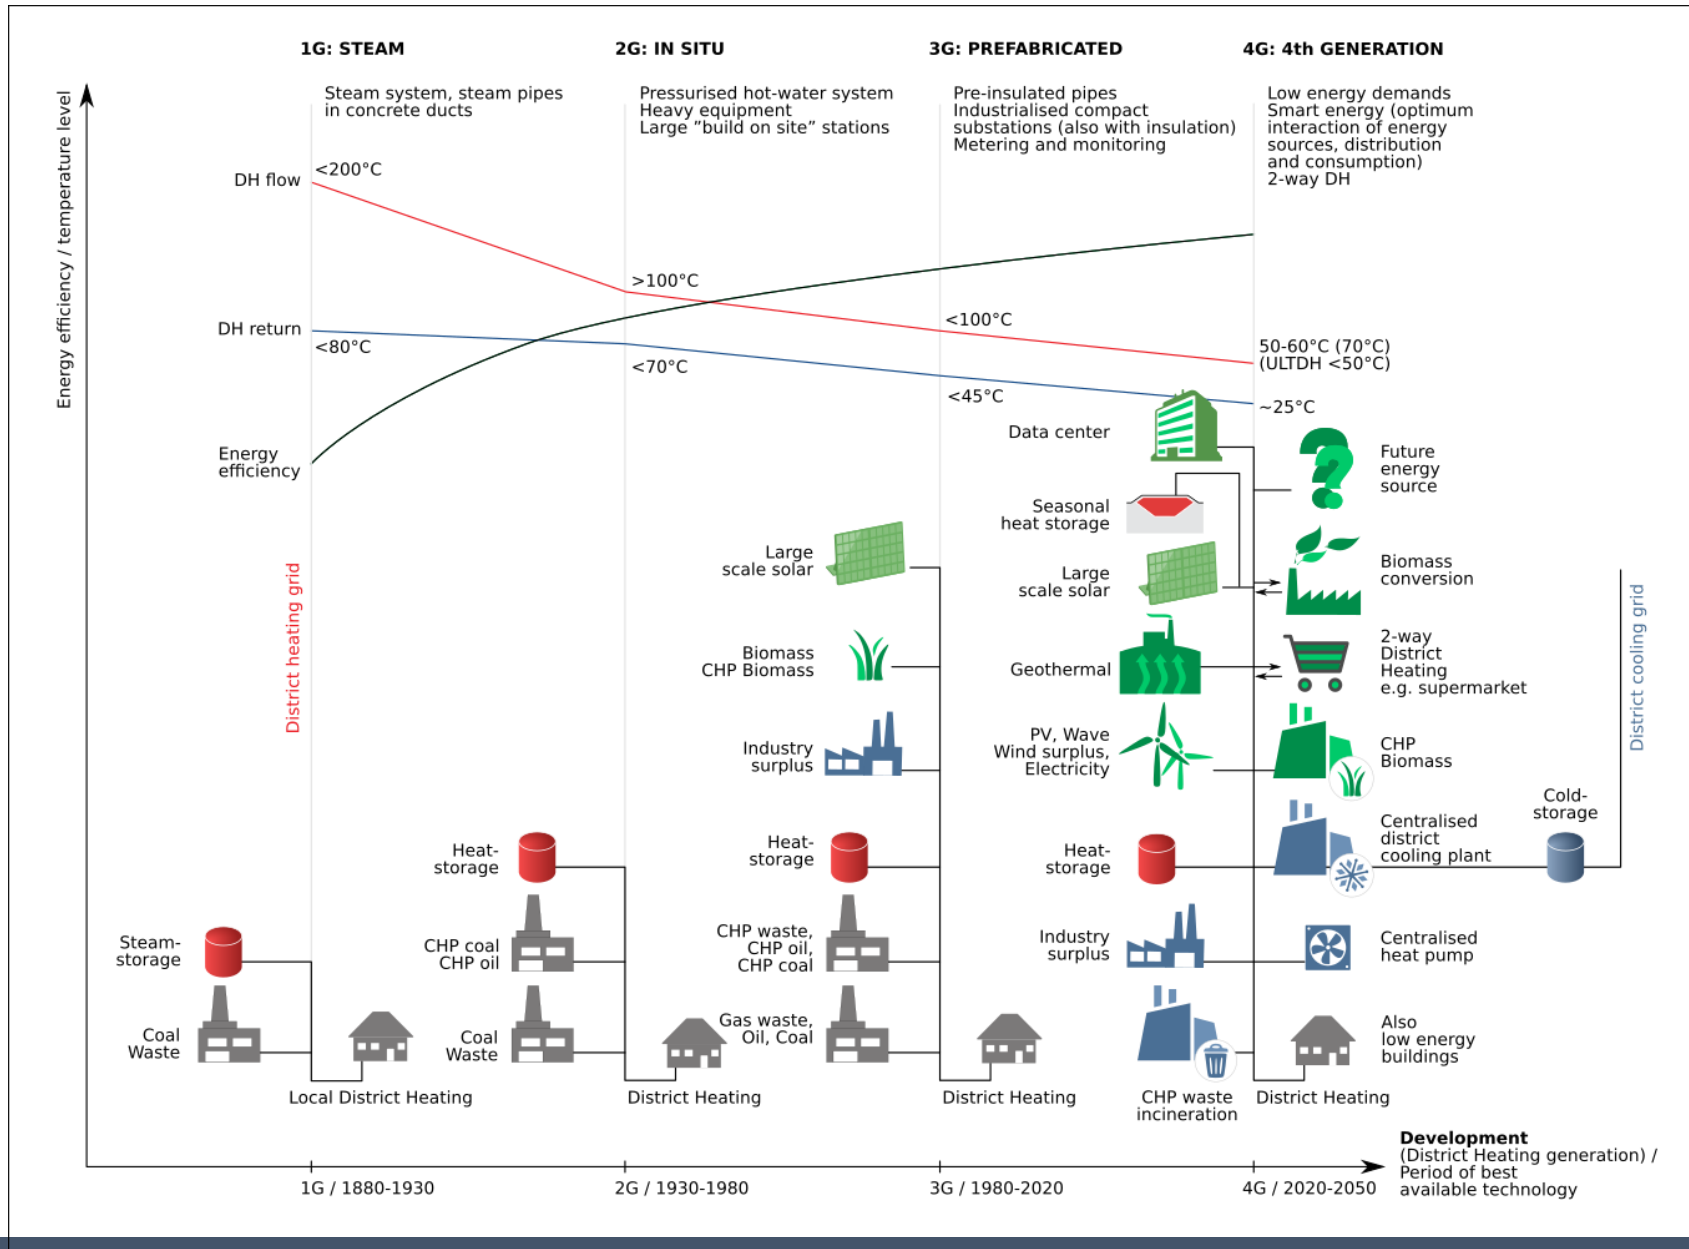 1G: STEAM
2G: IN SITU
3G: PREFABRICATED
4G: 4th GENERATION
Steam system, steam pipes
in concrete ducts
Pressurised hot-water system
Heavy equipment
Large ”build on site” stations
Pre-insulated pipes
Industrialised compact
substations (also with insulation)
Metering and monitoring
Low energy demands
Smart energy (optimum
interaction of energy
sources, distribution
and consumption)
2-way DH
Energy efficiency / temperature level
DH flow
<200°C
>100°C
<100°C
50-60°C (70°C)
(ULTDH <50°C)
DH return
<80°C
<70°C
<45°C
~25°C
Energy
efficiency
District heating grid
District cooling grid
Steam-
storage
Coal
Waste
Local District Heating
Heat-
storage
CHP coal
CHP oil
Coal
Waste
District Heating
Large
scale solar
Biomass
CHP Biomass
Industry
surplus
Heat-
storage
CHP waste,
CHP oil,
CHP coal
Gas waste,
Oil, Coal
District Heating
Data center
Seasonal
heat storage
Large
scale solar
Geothermal
PV, Wave
Wind surplus,
Electricity
Heat-
storage
Industry
surplus
CHP waste
incineration
Future
energy
source
Biomass
conversion
2-way
District
Heating
e.g. supermarket
CHP
Biomass
Centralised
district
cooling plant
Cold-
storage
Centralised
heat pump
Also
low energy
buildings
District Heating
Development
(District Heating generation) /
Period of best
available technology
1G / 1880-1930
2G / 1930-1980
3G / 1980-2020
4G / 2020-2050